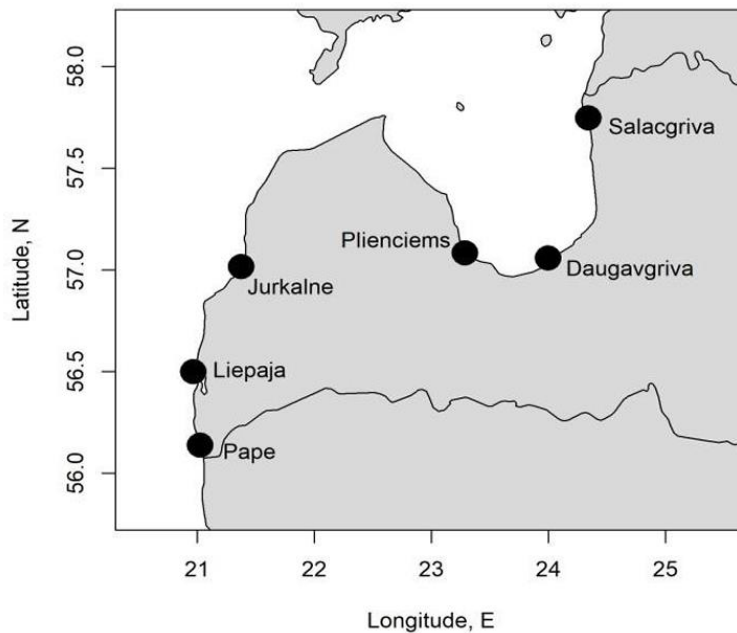 58.0
57.5
57.0
56.5
56.0
Latitude, N
Salacgriva
Plienciems
Daugavgriva
Jurkalne
Liepaja
Pape
21 22 23 24 25
Longitude, E